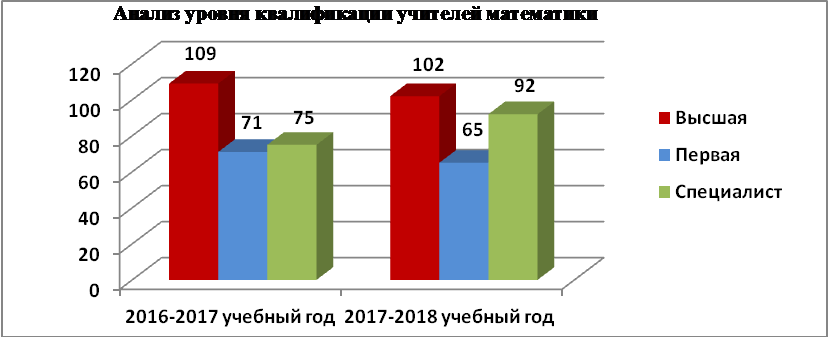 Анализ уровня квалификации учителей математики
109
71
75
102
65
92
120
100
80
60
40
20
0
2016-2017 учебный год
2017-2018 учебный год
Высшая
Первая
Специалист